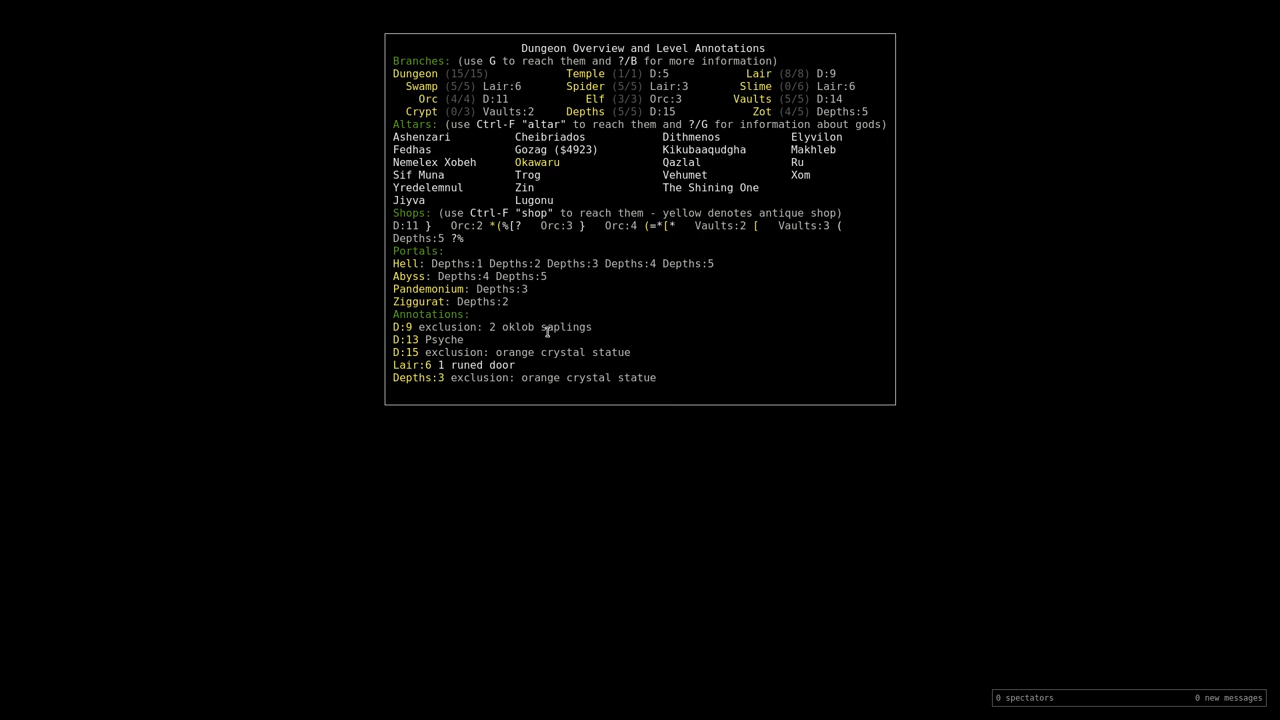 Dungeon Overview and Level Annotations
Branches: (use G to reach them and ?/B for more information)
Dungeon (15/15) Temple (1/1) D:5 Lair (8/8) D:9
Swamp (5/5) Lair:6 Spider (5/5) Lair:3 Slime (0/6) Lair:6
Orc (4/4) D:11 Elf (3/3) Orc:3 Vaults (5/5) D:14
Crypt (0/3) Vaults:2 Depths (5/5) D:15 Zot (4/5) Depths:5
Altars: (use Ctrl-F "altar" to reach them and ?/G for information about gods)
Ashenzari Cheibriados Dithmenos Elyvilon
Fedhas Gozag ($4923) Kikubaaqudgha Makhleb
Nemelex Xobeh Okawaru Qazlal Ru
Sif Muna Trog Vehumet Xom
Yredelemnul Zin The Shining One
Jiyva Lugonu
Shops: (use Ctrl-F "shop" to reach them - yellow denotes antique shop)
D:11 } Orc:2 *(%[? Orc:3 } Orc:4 (=*[* Vaults:2 [ Vaults:3 (
Depths:5 ?%
Portals:
Hell: Depths:1 Depths:2 Depths:3 Depths:4 Depths:5
Abyss: Depths:4 Depths:5
Pandemonium: Depths:3
Ziggurat: Depths:2
Annotations:
D:9 exclusion: 2 oklob saplings
D:13 Psyche
D:15 exclusion: orange crystal statue
Lair:6 1 runed door
Depths:3 exclusion: orange crystal statue
0 spectators 0 new messages